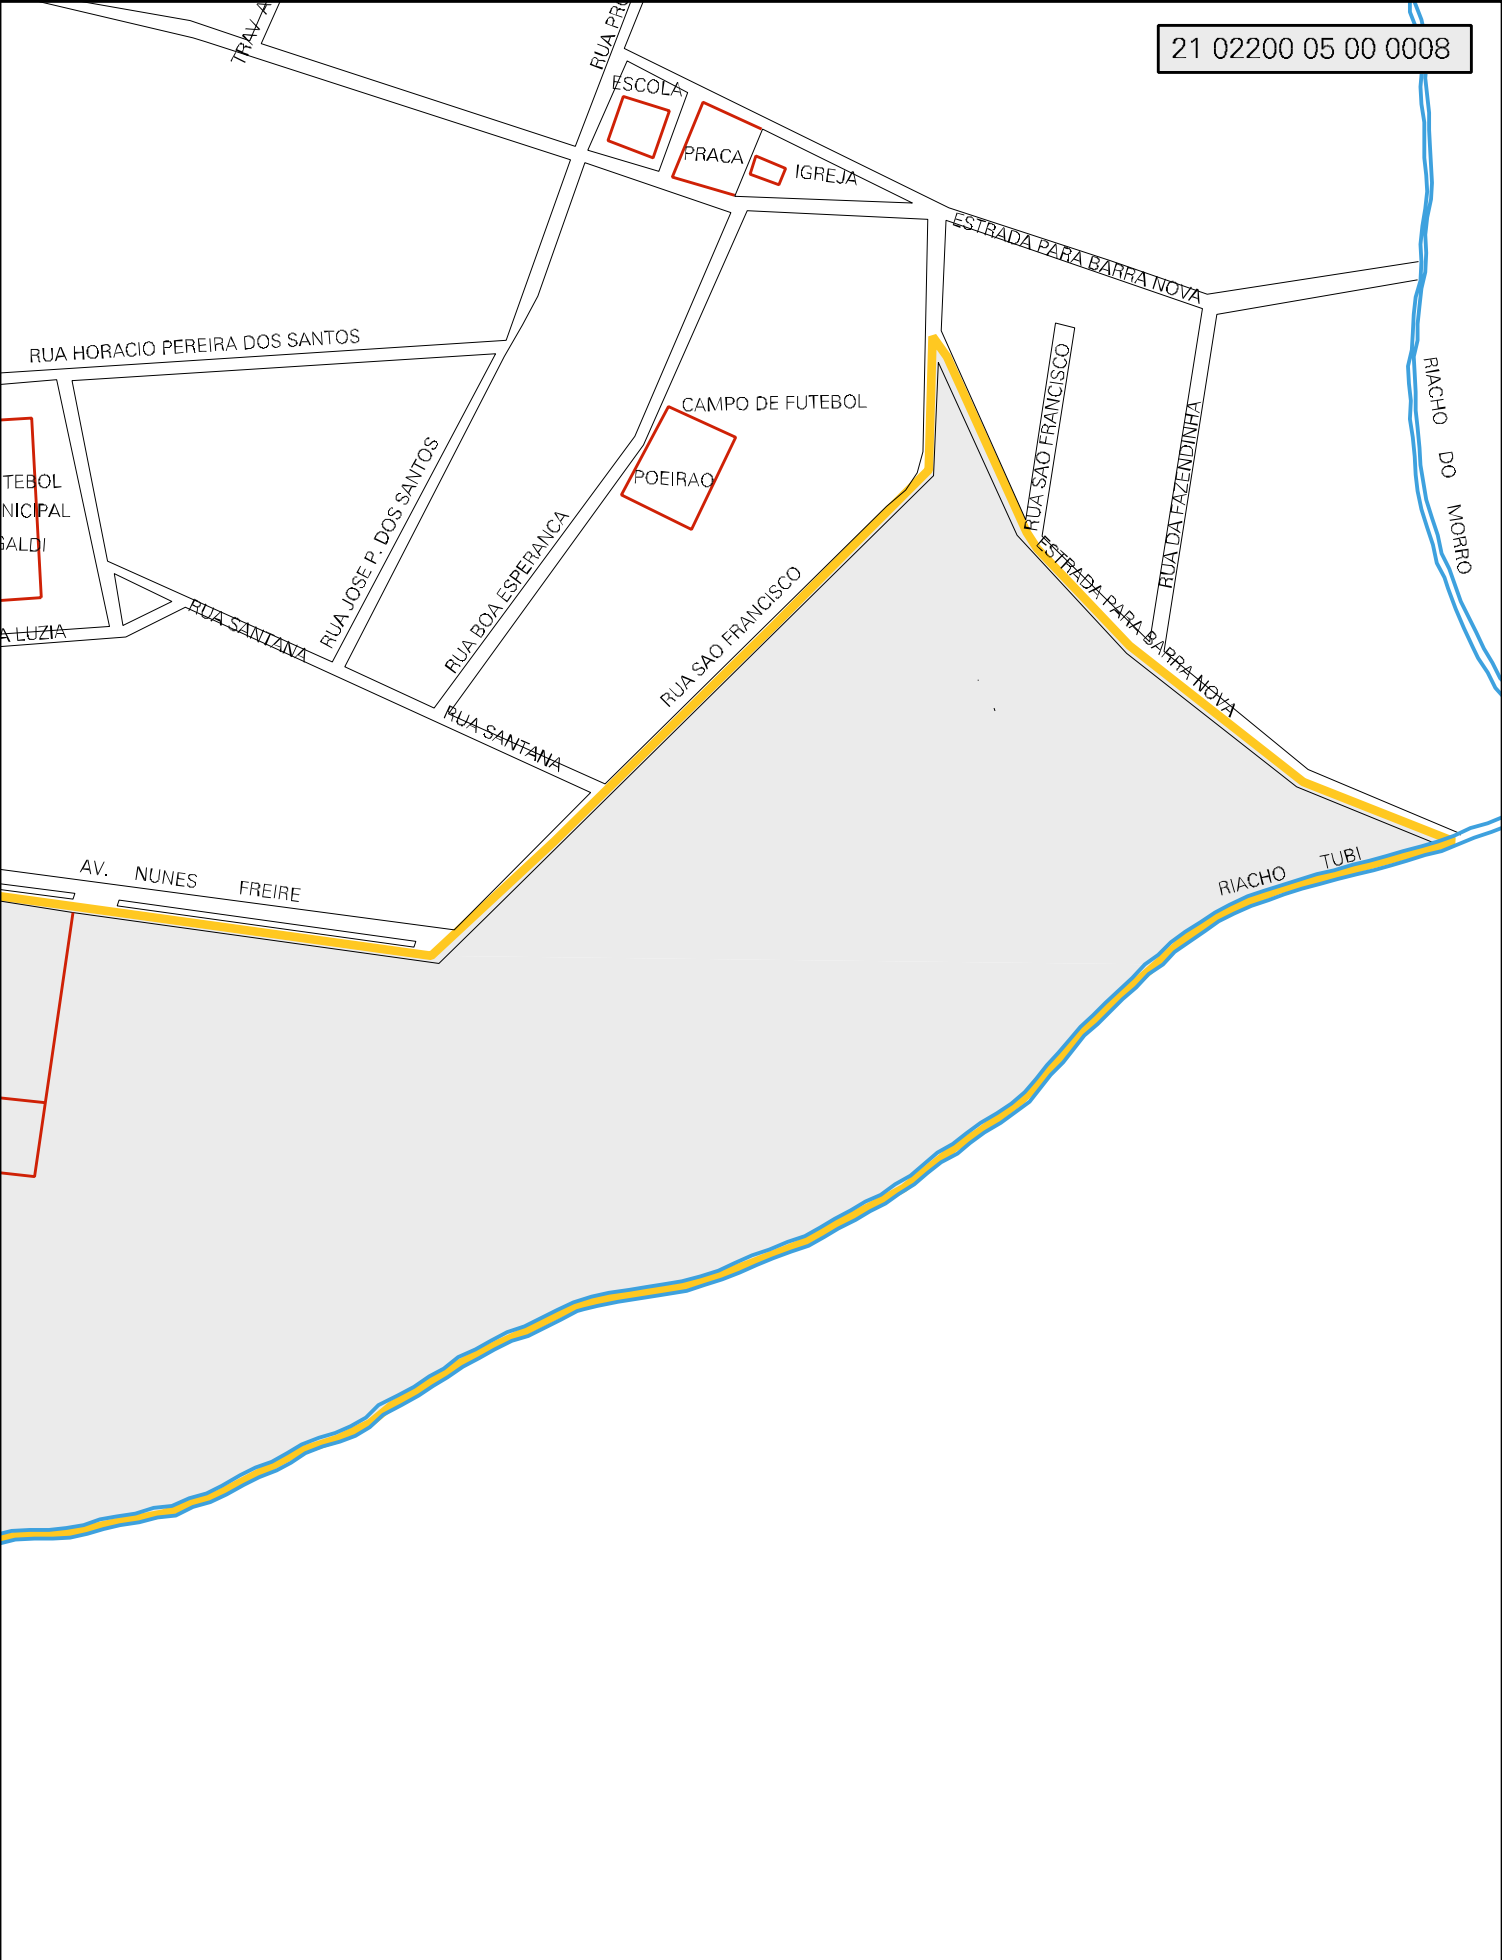 TRAV A
RUA PRO
21 02200 05 00 0008
ESCOLA
PRACA
IGREJA
ESTRADA PARA BARRA NOVA
RUA HORACIO PEREIRA DOS SANTOS
RUA SAO FRANCISCO
RIACHO DO MORRO
CAMPO DE FUTEBOL
POEIRAO
RUA DA FAZENDINHA
TEBOL
NICIPAL
GALDI
RUA JOSE P. DOS SANTOS
RUA BOA ESPERANCA
ESTRADA PARA BARRA NOVA
RUA SAO FRANCISCO
A LUZIA
RUA SANTANA
RUA SANTANA
AV. NUNES FREIRE
RIACHO TUBI